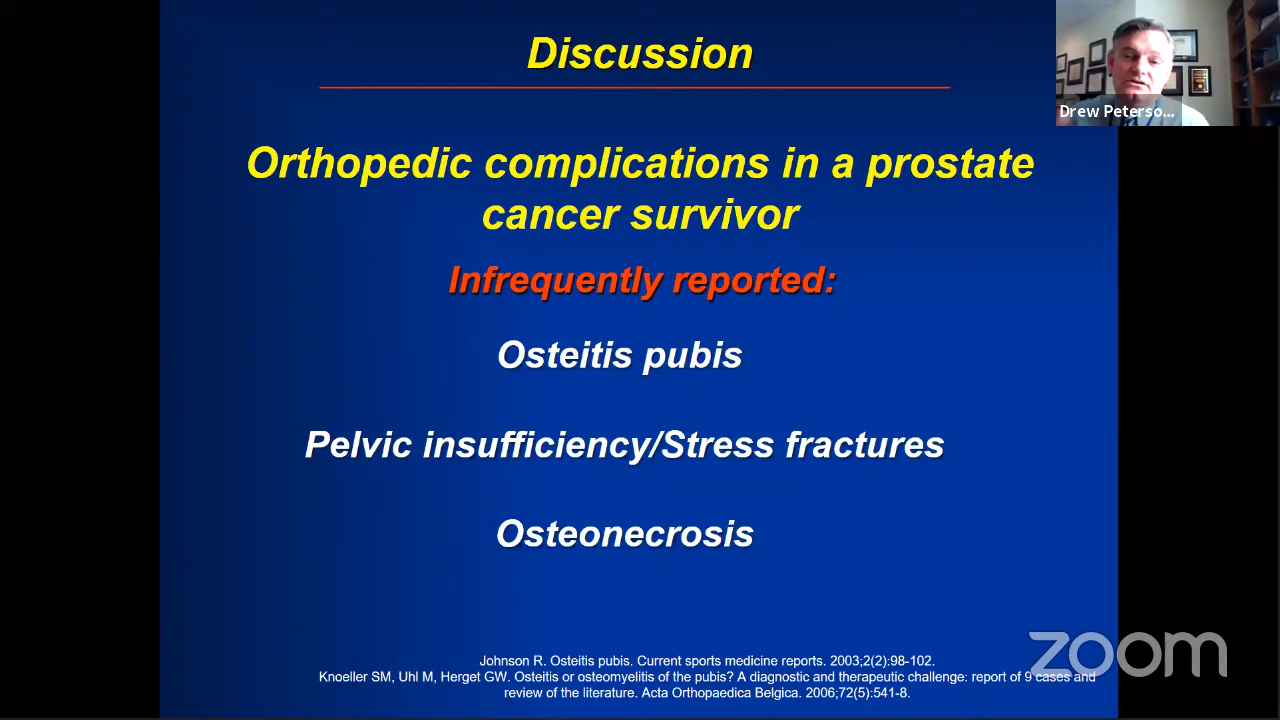 Discussion
Drew Peterso...
Orthopedic complications in a prostate
cancer survivor
Infrequently reported:
Osteitis pubis
Pelvic insufficiency/Stress fractures
Osteonecrosis
Johnson R. Osteitis pubis. Current sports medicine reports. 2003;2(2):98-102.
Knoeller SM, Uhl M, Herget GW. Osteitis or osteomyelitis of the pubis? A diagnostic and therapeutic challenge: report of 9 cases and
review of the literature. Acta Orthopaedica Belgica. 2006;72(5):541-8.
zoom